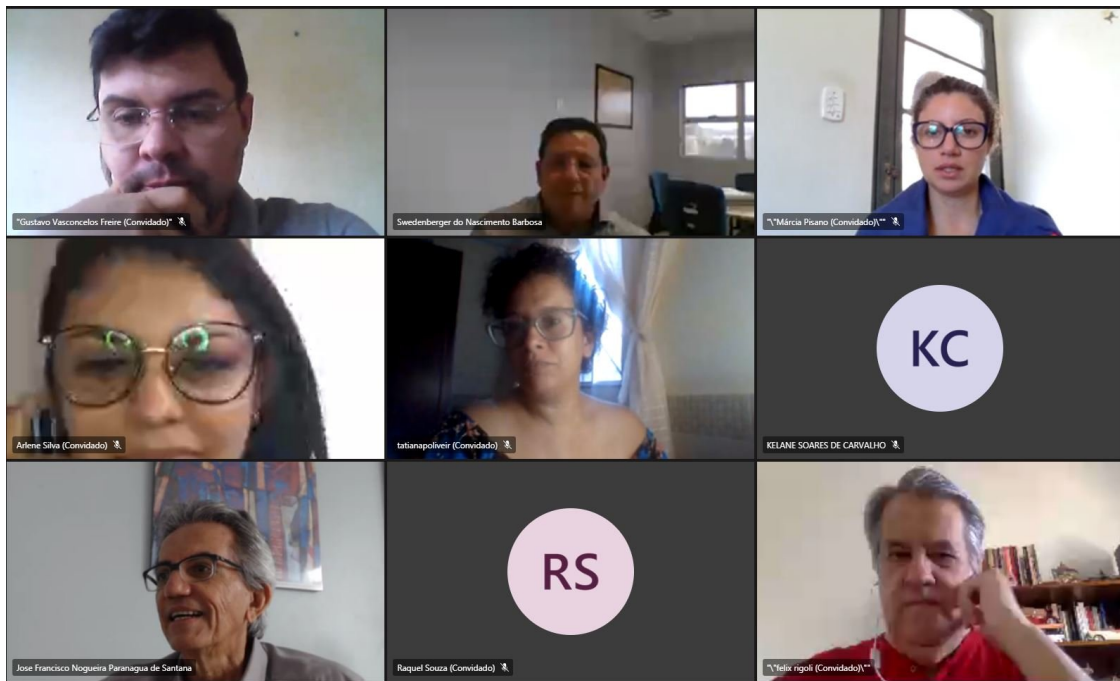 "Gustavo Vasconcelos Freire (Convidado)"
Swedenberger do Nascimento Barbosa
"\"Márcia Pisano (Convidado)\""
Arlene Silva (Convidado)
tatianapoliveir (Convidado)
KC
KELANE SOARES DE CARVALHO
Jose Francisco Nogueira Paranagua de Santana
RS
Raquel Souza (Convidado)
"\"felix rigoli (Convidado)\""